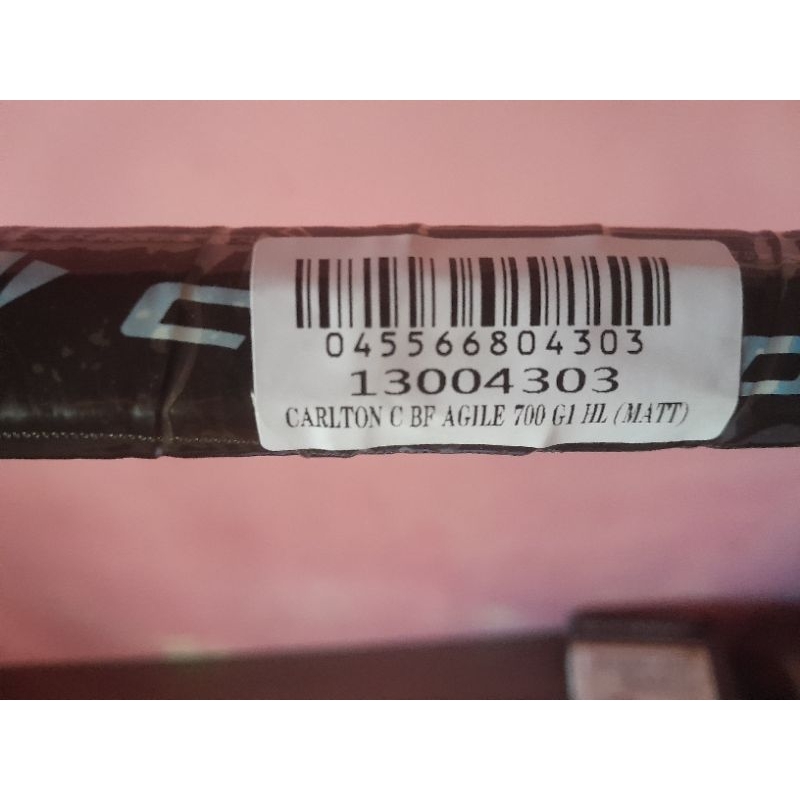 045566804303
13004303
CARLTON C BF AGILE 700 G1 HL (MATT)